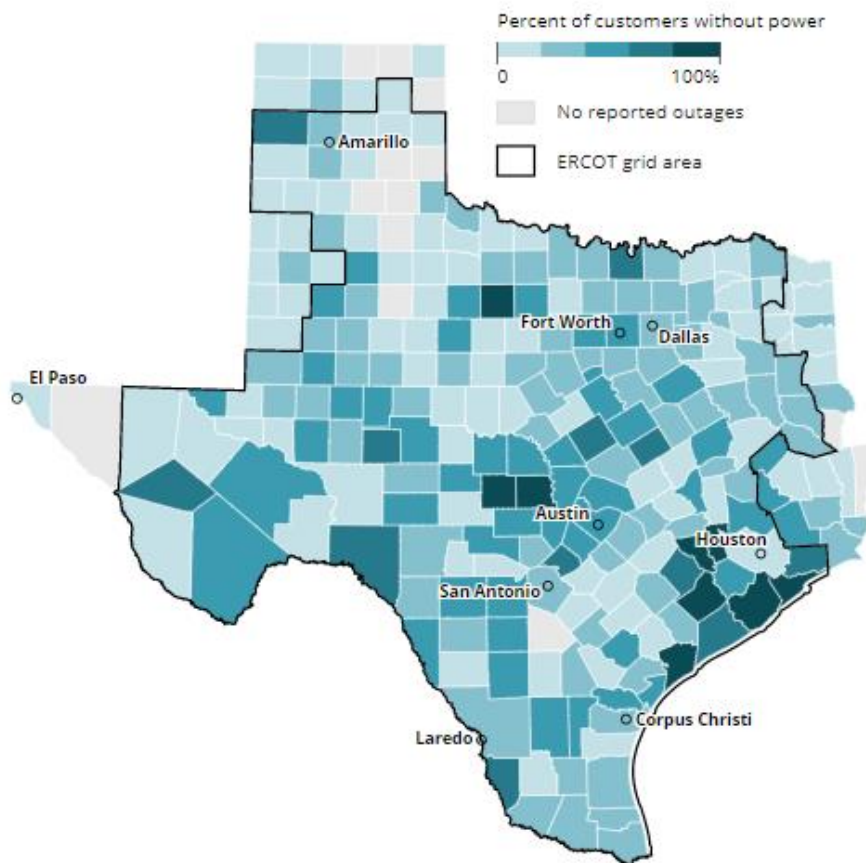 Percent of customers without power
0 100%
No reported outages
ERCOT grid area
Amarillo
Fort Worth
Dallas
El Paso
Austin
Houston
San Antonio
Corpus Christi
Laredo